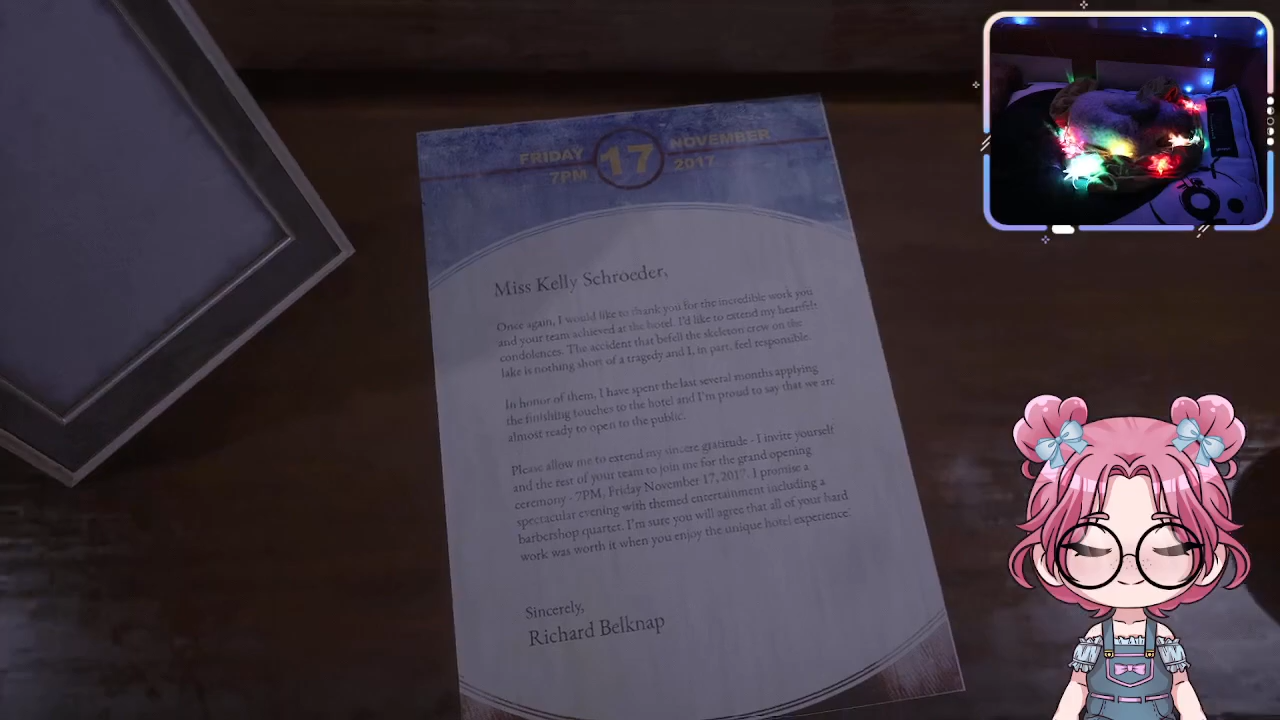 FRIDAY 17 NOVEMBER
7PM 2017
Miss Kelly Schroeder,
Once again, I would like to thank you for the incredible work you
and your team achieved at the hotel. I'd like to extend my heartfelt
condolences. The accident that befell the skeleton crew on the
lake is nothing short of a tragedy and I, in part, feel responsible.
In honor of them, I have spent the last several months applying
the finishing touches to the hotel and I'm proud to say that we are
almost ready to open to the public.
Please allow me to extend my sincere gratitude - I invite yourself
and the rest of your team to join me for the grand opening
ceremony - 7PM, Friday November 17, 2017. I promise a
spectacular evening with themed entertainment including a
barbershop quartet. I'm sure you will agree that all of your hard
work was worth it when you enjoy the unique hotel experience.
Sincerely,
Richard Belknap